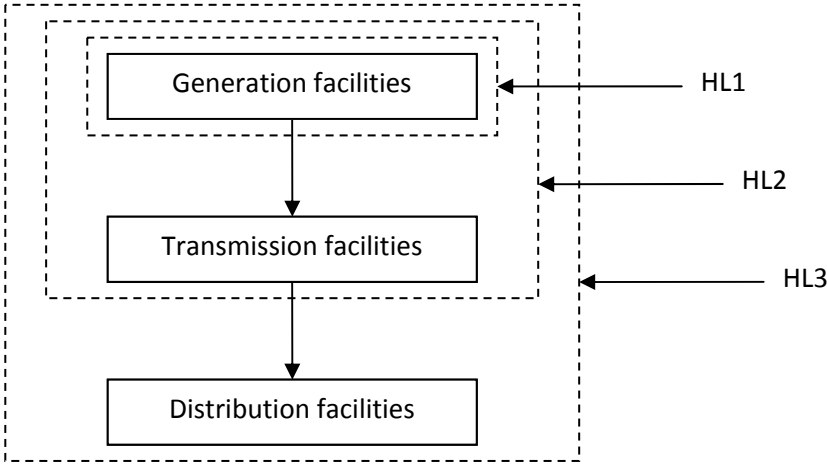 Generation facilities
HL1
HL2
Transmission facilities
HL3
Distribution facilities